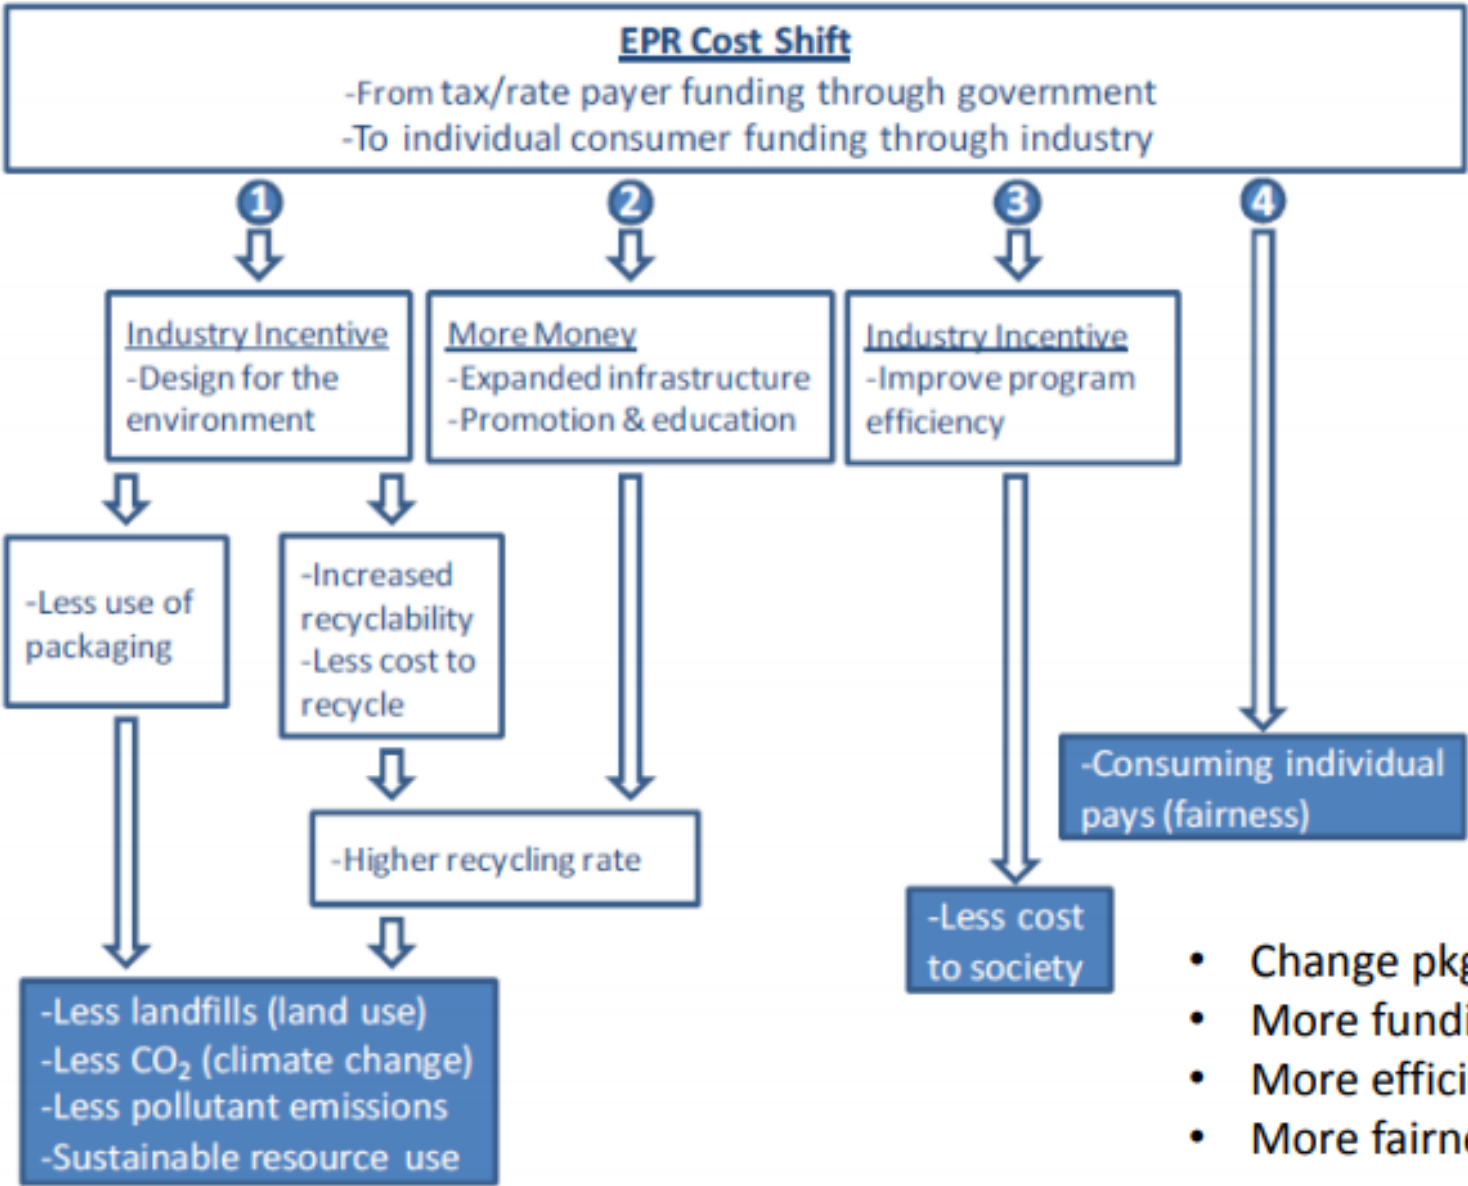 EPR Cost Shift
-From tax/rate payer funding through government
-To individual consumer funding through industry
1
2
3
4
Industry Incentive
-Design for the
environment
More Money
-Expanded infrastructure
-Promotion & education
Industry Incentive
-Improve program
efficiency
-Less use of
packaging
-Increased
recyclability
-Less cost to
recycle
-Higher recycling rate
-Consuming individual
pays (fairness)
-Less cost
to society
-Less landfills (land use)
-Less CO₂ (climate change)
-Less pollutant emissions
-Sustainable resource use
• Change pkg
• More
• More
• More